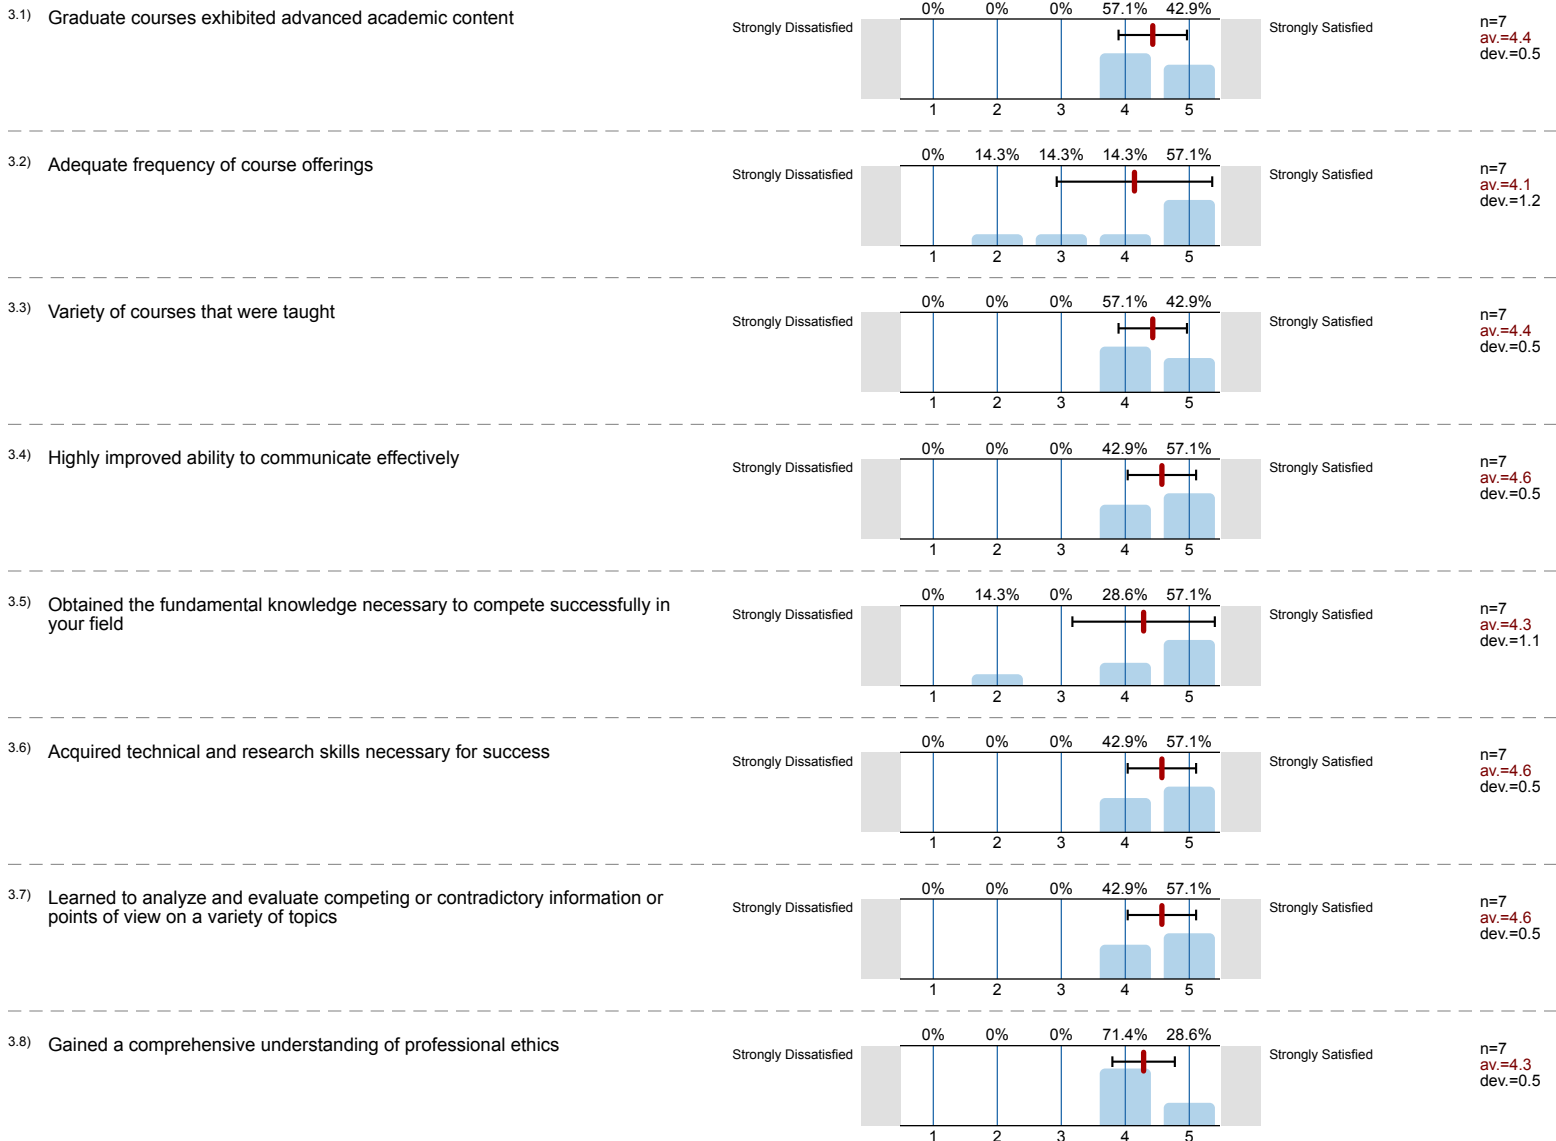 3.1) Graduate courses exhibited advanced academic content
0% 0% 0% 57.1% 42.9%
Strongly Dissatisfied Strongly Satisfied
n=7
av.=4.4
dev.=0.5
1 2 3 4 5
3.2) Adequate frequency of course offerings
0% 14.3% 14.3% 14.3% 57.1%
Strongly Dissatisfied Strongly Satisfied
n=7
av.=4.1
dev.=1.2
1 2 3 4 5
3.3) Variety of courses that were taught
0% 0% 0% 57.1% 42.9%
Strongly Dissatisfied Strongly Satisfied
n=7
av.=4.4
dev.=0.5
1 2 3 4 5
3.4) Highly improved ability to communicate effectively
0% 0% 0% 42.9% 57.1%
Strongly Dissatisfied Strongly Satisfied
n=7
av.=4.6
dev.=0.5
1 2 3 4 5
3.5) Obtained the fundamental knowledge necessary to compete successfully in
your field
0% 14.3% 0% 28.6% 57.1%
Strongly Dissatisfied Strongly Satisfied
n=7
av.=4.3
dev.=1.1
1 2 3 4 5
3.6) Acquired technical and research skills necessary for success
0% 0% 0% 42.9% 57.1%
Strongly Dissatisfied Strongly Satisfied
n=7
av.=4.6
dev.=0.5
1 2 3 4 5
3.7) Learned to analyze and evaluate competing or contradictory information or
points of view on a variety of topics
0% 0% 0% 42.9% 57.1%
Strongly Dissatisfied Strongly Satisfied
n=7
av.=4.6
dev.=0.5
1 2 3 4 5
3.8) Gained a comprehensive understanding of professional ethics
0% 0% 0% 71.4% 28.6%
Strongly Dissatisfied Strongly Satisfied
n=7
av.=4.3
dev.=0.5
1 2 3 4 5